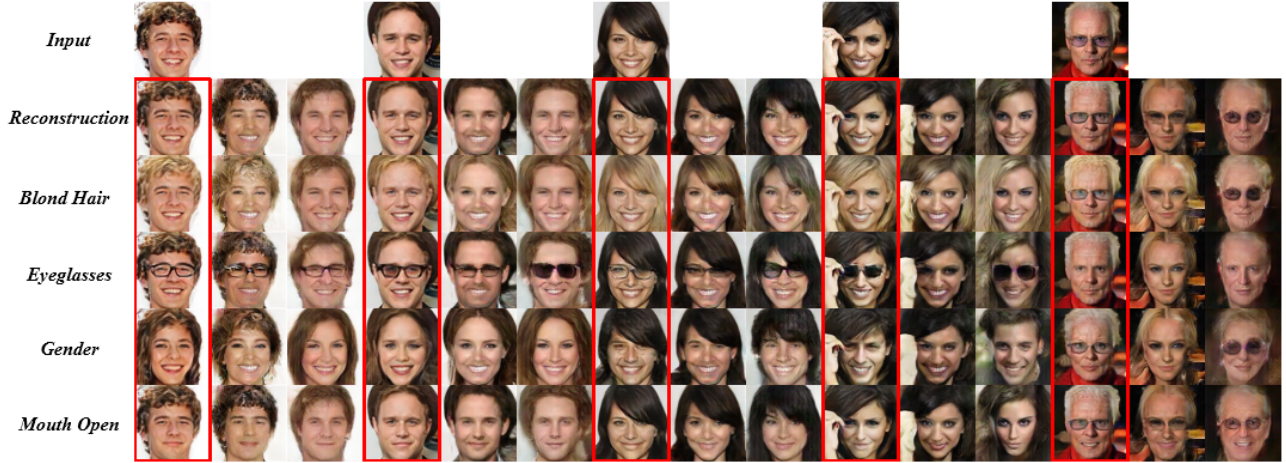 Input
Reconstruction
Blond Hair
Eyeglasses
Gender
Mouth Open